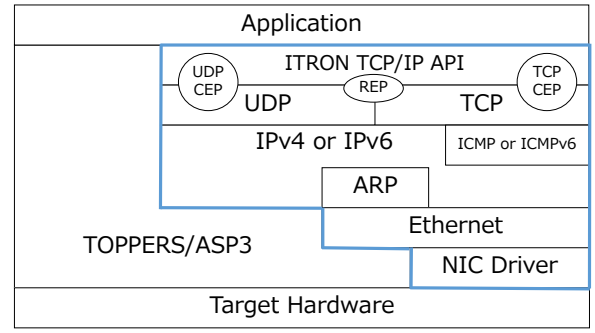 Application
ITRON TCP/IP API
UDP
CEP
TCP
CEP
REP
UDP
TCP
IPv4 or IPv6
ICMP or ICMPv6
ARP
Ethernet
TOPPERS/ASP3
NIC Driver
Target Hardware